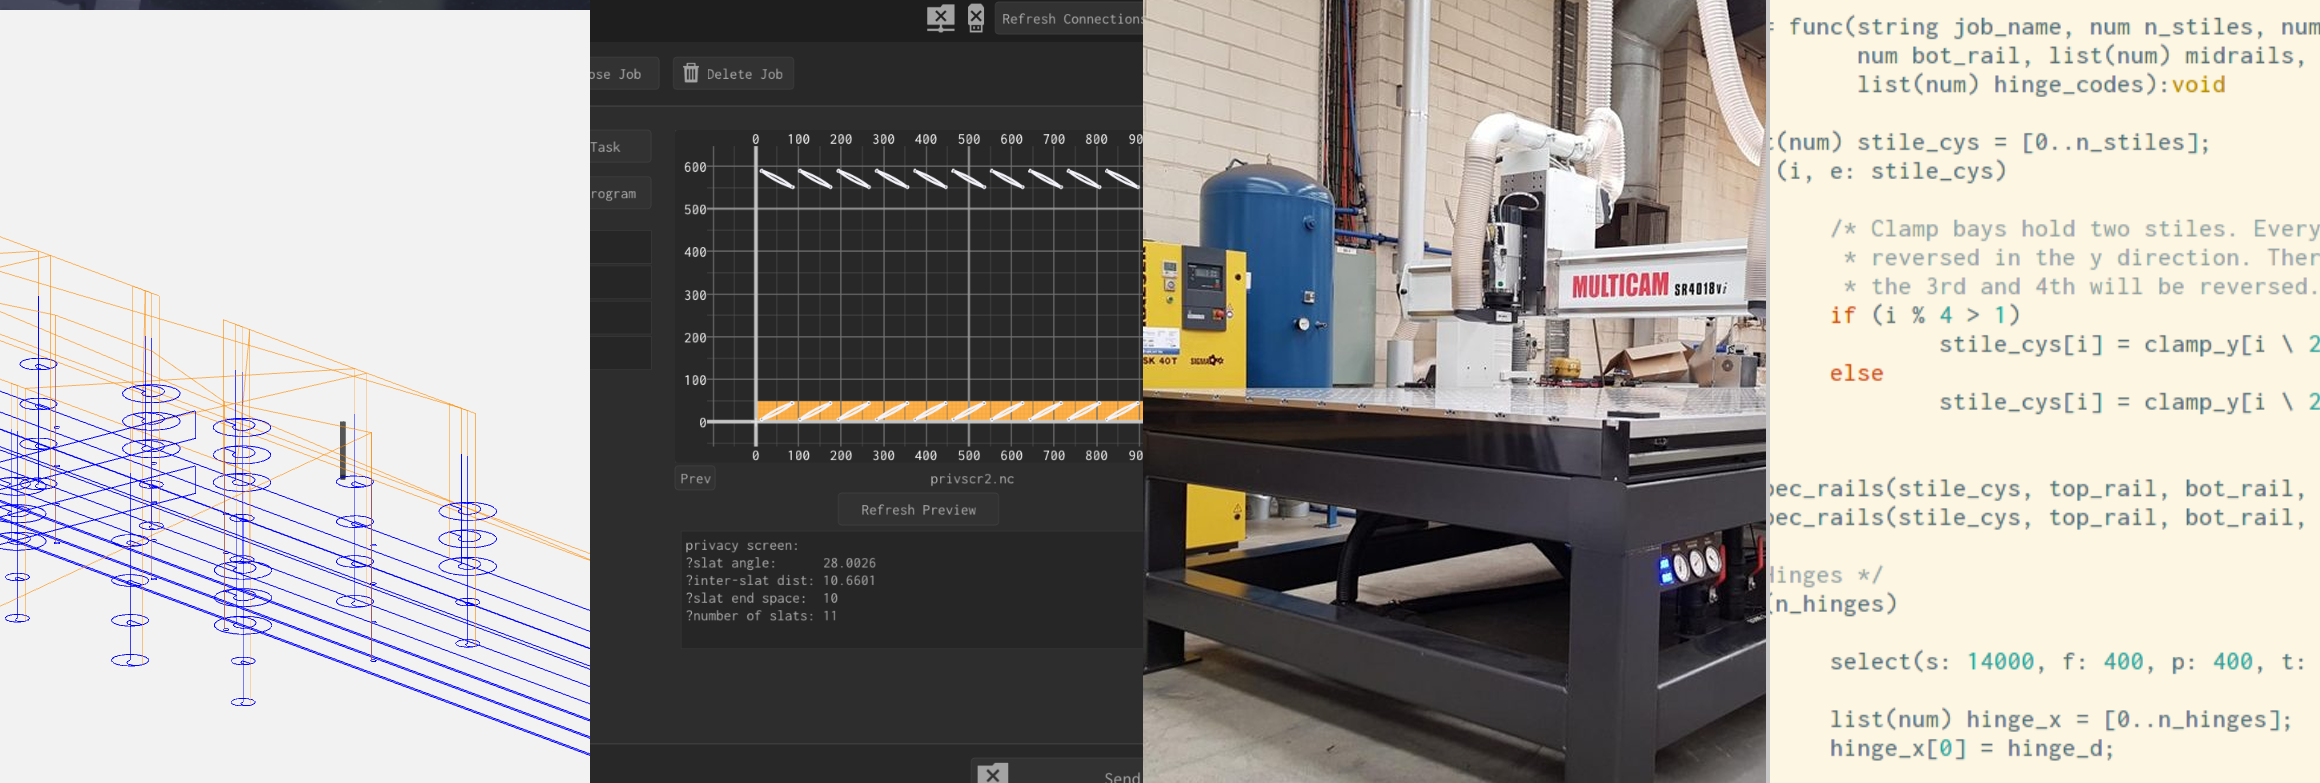 Refresh Connections
ose Job
Delete Job
Task
rogram
0 100 200 300 400 500 600 700 800 90
600
500
400
300
200
100
0
0 100 200 300 400 500 600 700 800 90
Prev
privscr2.nc
Refresh Preview
privacy screen:
?slat angle: 28.0026
?inter-slat dist: 10.6601
?slat end space: 10
?number of slats: 11
Send
MULTICAM SR4018vi
SK 40T
SIGMA
= func(string job_name, num n_stiles, num
num bot_rail, list(num) midrails,
list(num) hinge_codes):void
t(num) stile_cys = [0..n_stiles];
(i, e: stile_cys)
/* Clamp bays hold two stiles. Every
* reversed in the y direction. Ther
* the 3rd and 4th will be reversed.
if (i % 4 > 1)
stile_cys[i] = clamp_y[i \ 2
else
stile_cys[i] = clamp_y[i \ 2
pec_rails(stile_cys, top_rail, bot_rail,
pec_rails(stile_cys, top_rail, bot_rail,
Hinges */
(n_hinges)
select(s: 14000, f: 400, p: 400, t:
list(num) hinge_x = [0..n_hinges];
hinge_x[0] = hinge_d;